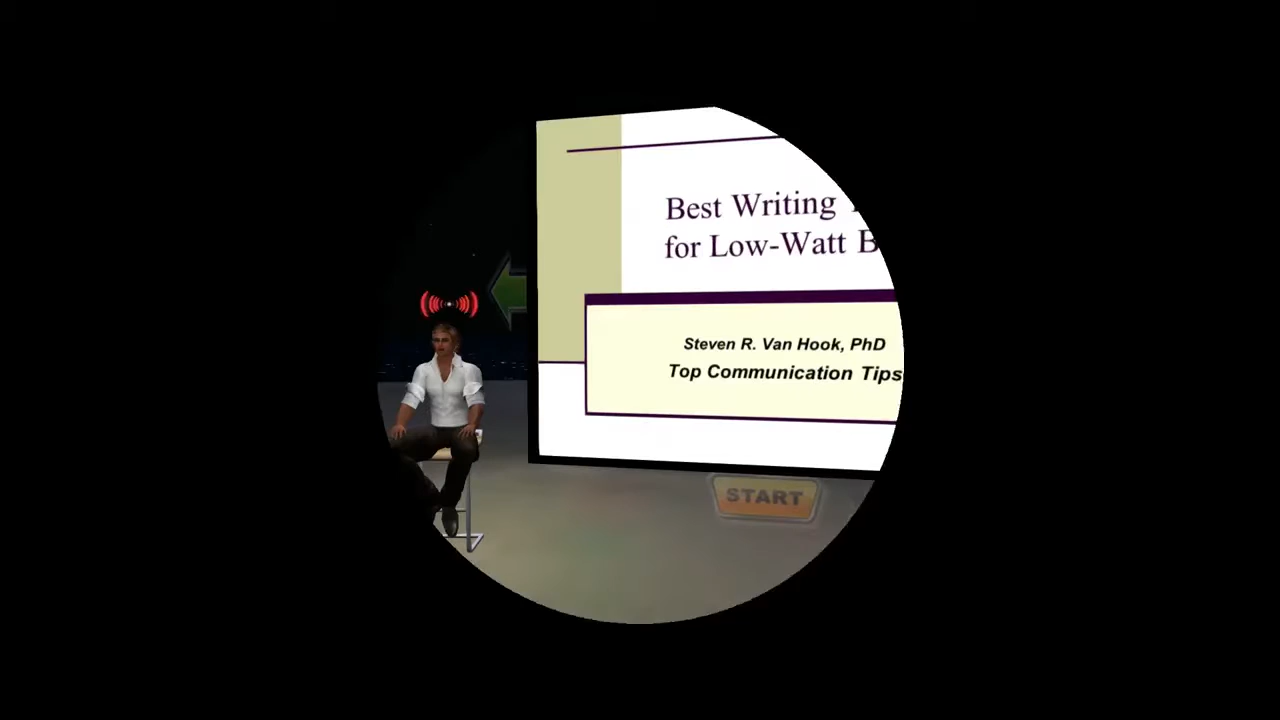 Best Writing
for Low-Watt B
Steven R. Van Hook, PhD
Top Communication Tips
START